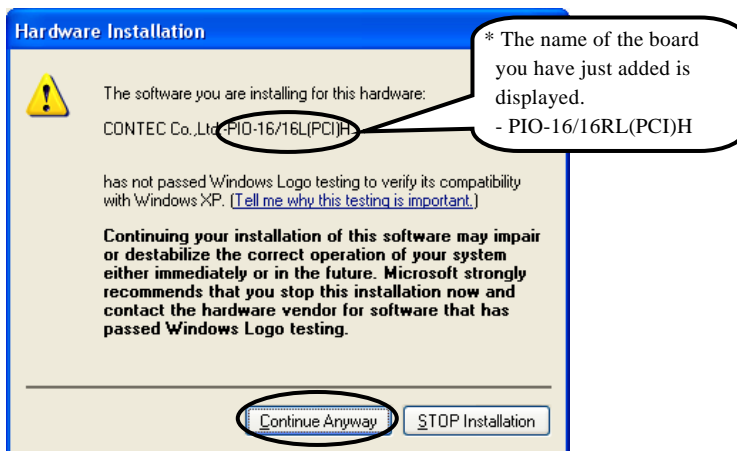 Hardware Installation
* The name of the board
you have just added is
displayed.
- PIO-16/16RL(PCI)H
The software you are installing for this hardware:
CONTEC Co.,Ltd.-PIO-16/16L(PCI)H
has not passed Windows Logo testing to verify its compatibility
with Windows XP. (Tell me why this testing is important.)
Continuing your installation of this software may impair
or destabilize the correct operation of your system
either immediately or in the future. Microsoft strongly
recommends that you stop this installation now and
contact the hardware vendor for software that has
passed Windows Logo testing.
Continue Anyway
STOP Installation